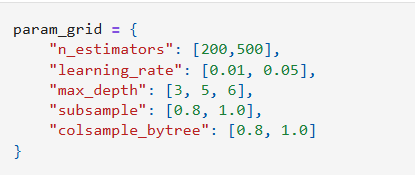 param_grid = {
    "n_estimators": [200,500],
    "learning_rate": [0.01, 0.05],
    "max_depth": [3, 5, 6],
    "subsample": [0.8, 1.0],
    "colsample_bytree": [0.8, 1.0]
}